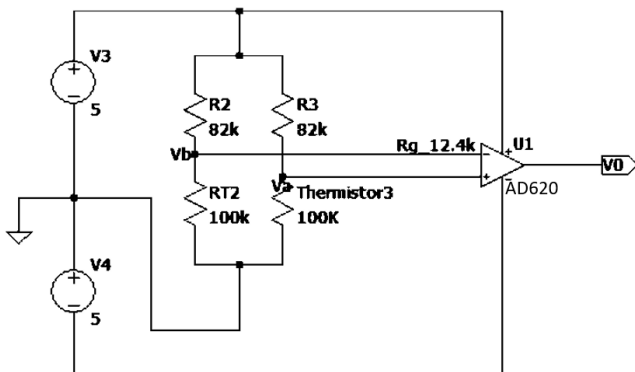 V3
+
−
5
R2
82k
R3
82k
Vb
Rg_12.4k
U1
+
−
+
−
AD620
V0
Va
RT2
100k
Thermistor3
100K
V4
+
−
5